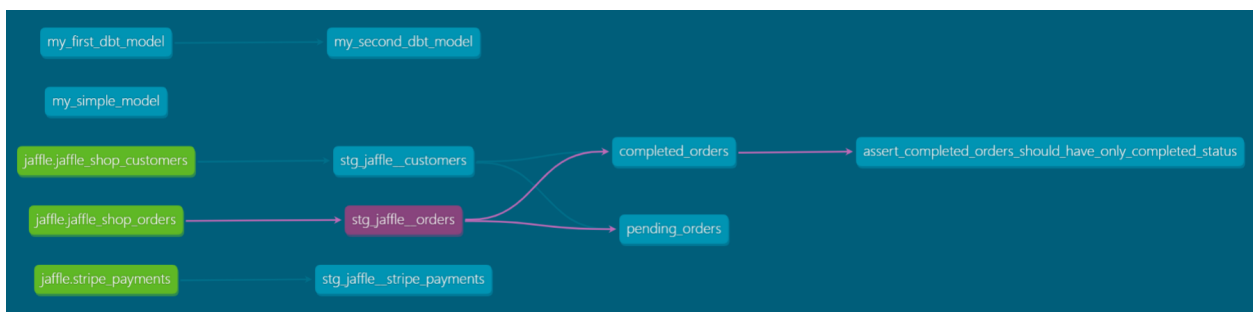 my_first_dbt_model
my_second_dbt_model
my_simple_model
jaffle.jaffle_shop_customers
stg_jaffle__customers
completed_orders
assert_completed_orders_should_have_only_completed_status
jaffle.jaffle_shop_orders
stg_jaffle__orders
pending_orders
jaffle.stripe_payments
stg_jaffle__stripe_payments